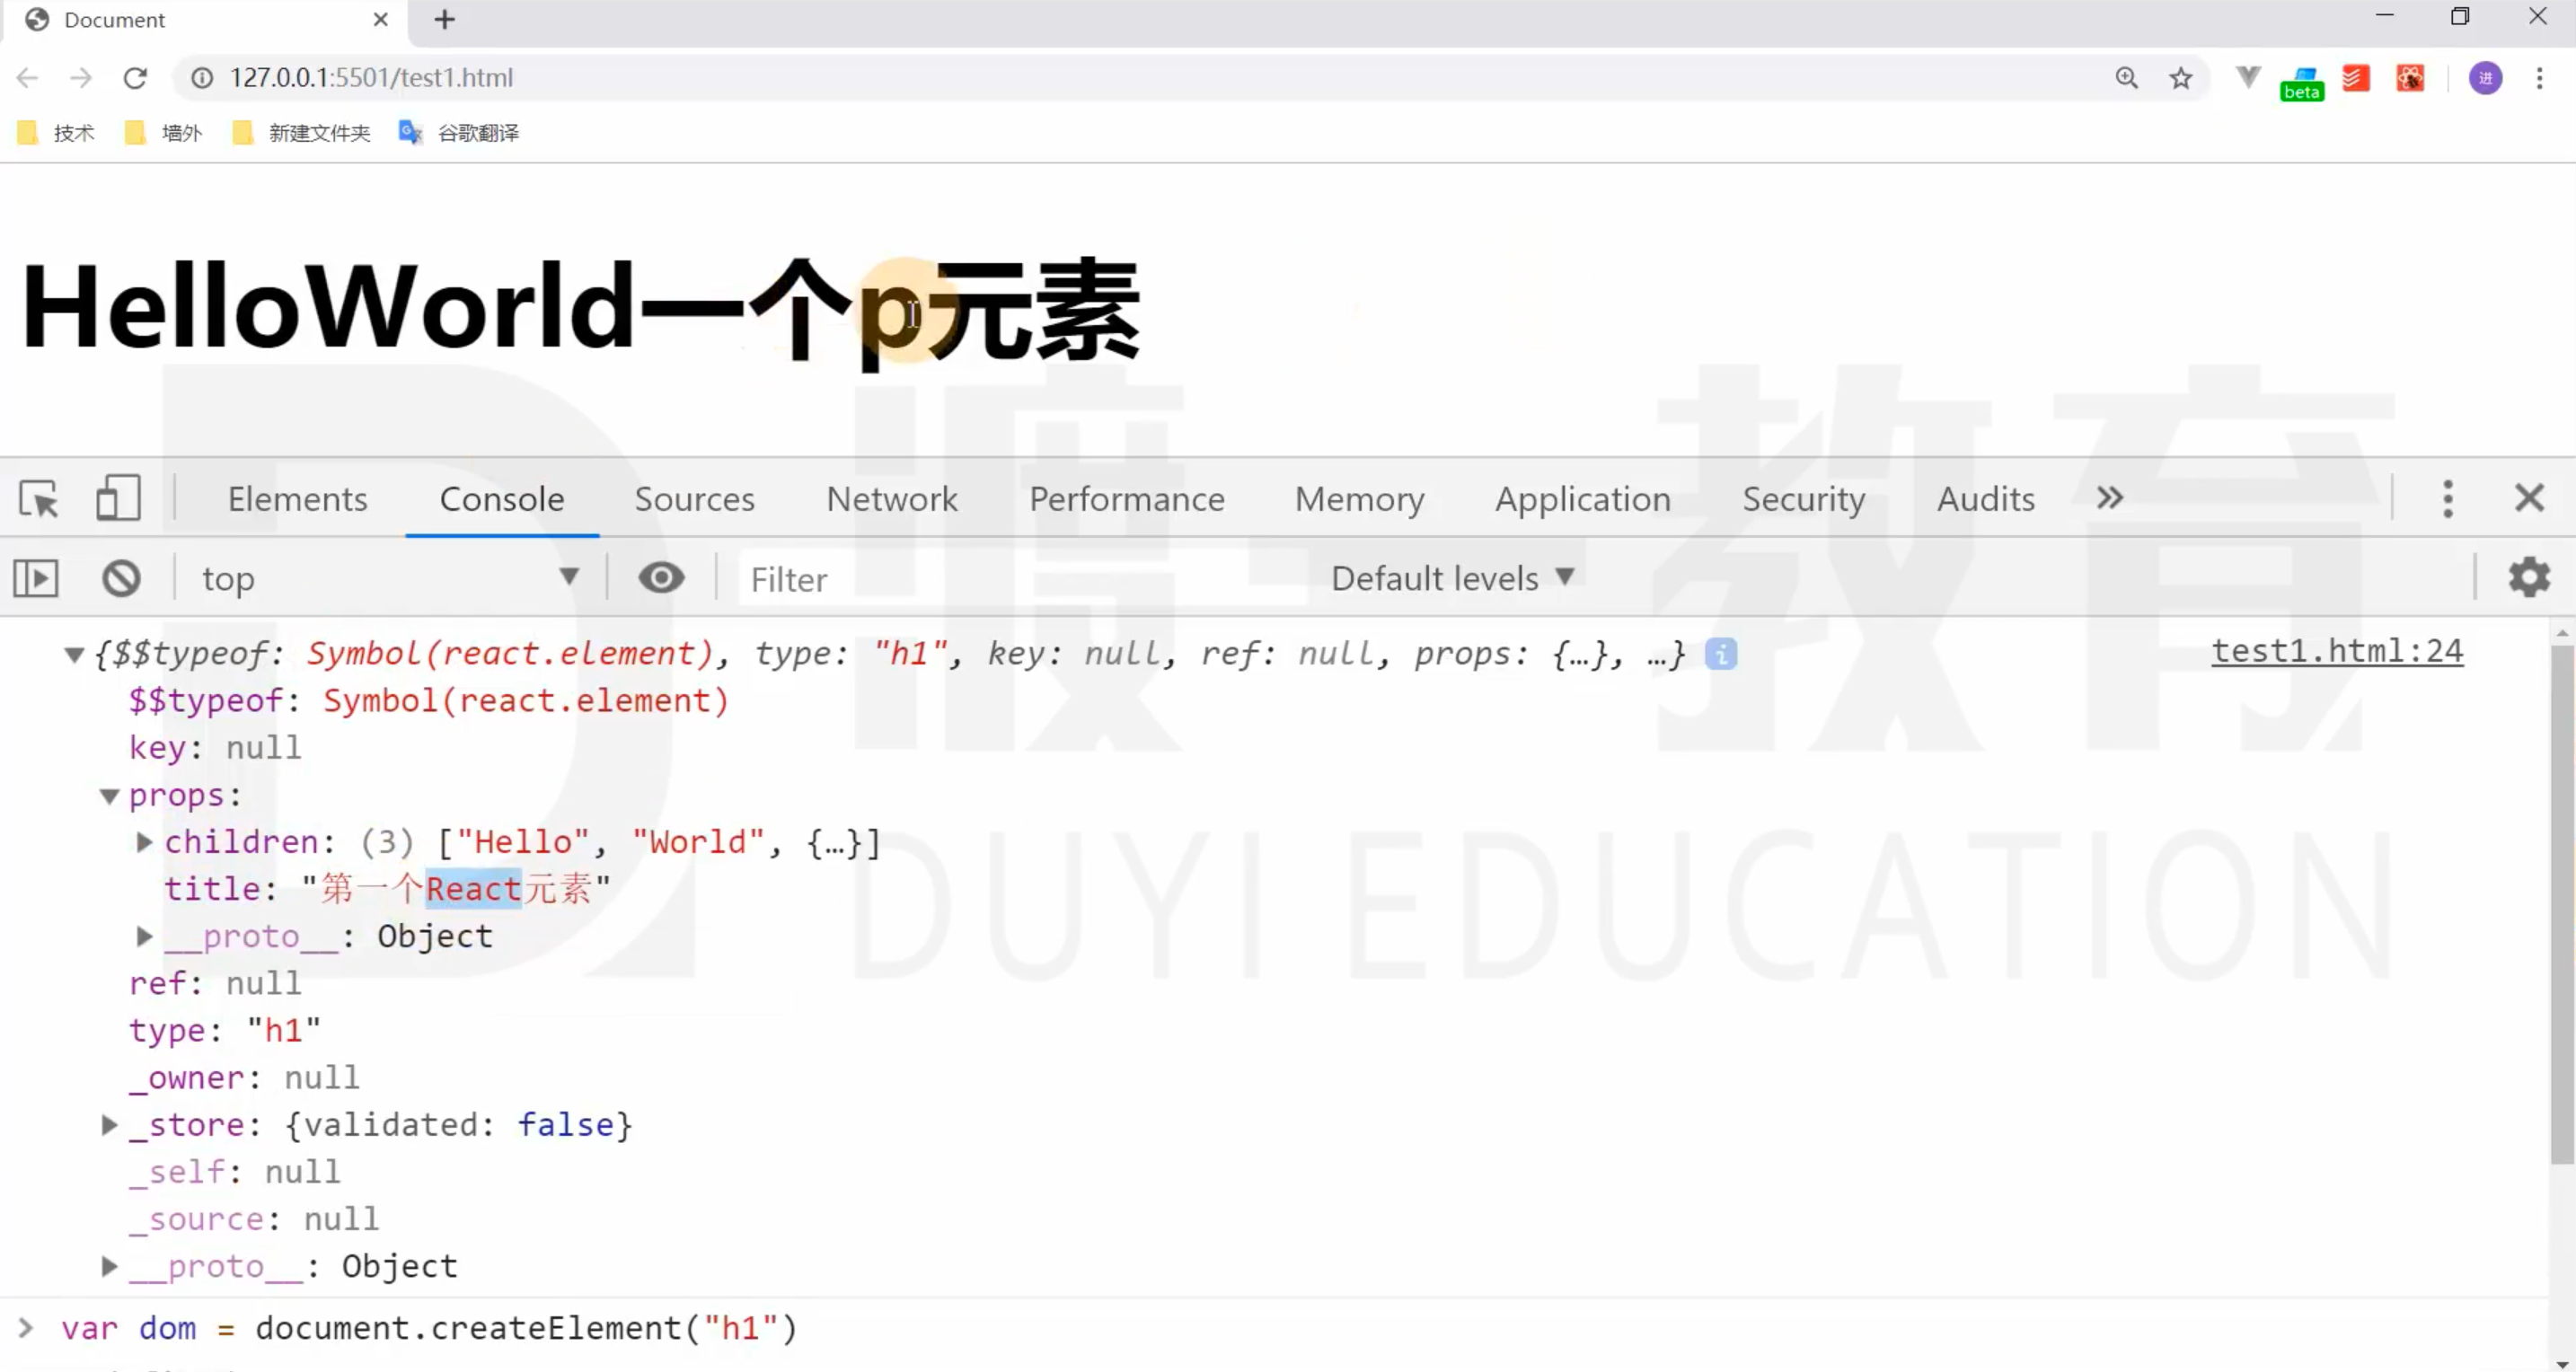 Document
127.0.0.1:5501/test1.html
beta
进
技术 墙外 新建文件夹 谷歌翻译
HelloWorld一个p元素
渡一教育
DUYI EDUCATION
Elements Console Sources Network Performance Memory Application Security Audits
top Filter Default levels
{$$typeof: Symbol(react.element), type: "h1", key: null, ref: null, props: {…}, …} i test1.html:24
$$typeof: Symbol(react.element)
key: null
props:
children: (3) ["Hello", "World", {…}]
title: "第一个React元素"
__proto__: Object
ref: null
type: "h1"
_owner: null
_store: {validated: false}
_self: null
_source: null
__proto__: Object
> var dom = document.createElement("h1")